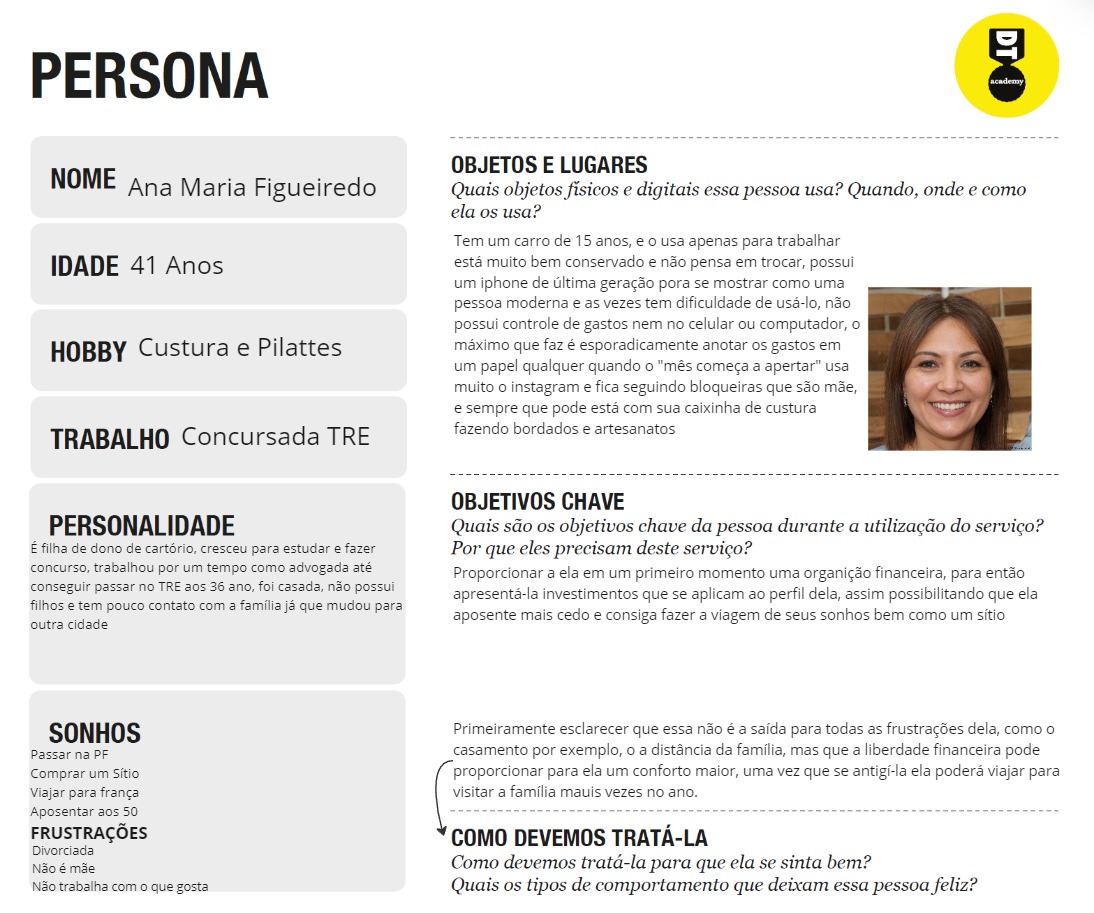 PERSONA
DT
academy
NOME Ana Maria Figueiredo
IDADE 41 Anos
HOBBY Custura e Pilattes
TRABALHO Concursada TRE
PERSONALIDADE
É filha de dono de cartório, cresceu para estudar e fazer
concurso, trabalhou por um tempo como advogada até
conseguir passar no TRE aos 36 ano, foi casada, não possui
filhos e tem pouco contato com a família já que mudou para
outra cidade
SONHOS
Passar na PF
Comprar um Sítio
Viajar para frança
Aposentar aos 50
FRUSTRAÇÕES
Divorciada
Não é mãe
Não trabalha com o que gosta
OBJETOS E LUGARES
Quais objetos físicos e digitais essa pessoa usa? Quando, onde e como
ela os usa?
Tem um carro de 15 anos, e o usa apenas para trabalhar
está muito bem conservado e não pensa em trocar, possui
um iphone de última geração pora se mostrar como uma
pessoa moderna e as vezes tem dificuldade de usá-lo, não
possui controle de gastos nem no celular ou computador, o
máximo que faz é esporadicamente anotar os gastos em
um papel qualquer quando o "mês começa a apertar" usa
muito o instagram e fica seguindo bloqueiras que são mãe,
e sempre que pode está com sua caixinha de custura
fazendo bordados e artesanatos
OBJETIVOS CHAVE
Quais são os objetivos chave da pessoa durante a utilização do serviço?
Por que eles precisam deste serviço?
Proporcionar a ela em um primeiro momento uma organição financeira, para então
apresentá-la investimentos que se aplicam ao perfil dela, assim possibilitando que ela
aposente mais cedo e consiga fazer a viagem de seus sonhos bem como um sítio
Primeiramente esclarecer que essa não é a saída para todas as frustrações dela, como o
casamento por exemplo, o a distância da família, mas que a liberdade financeira pode
proporcionar para ela um conforto maior, uma vez que se antigí-la ela poderá viajar para
visitar a família mauis vezes no ano.
COMO DEVEMOS TRATÁ-LA
Como devemos tratá-la para que ela se sinta bem?
Quais os tipos de comportamento que deixam essa pessoa feliz?